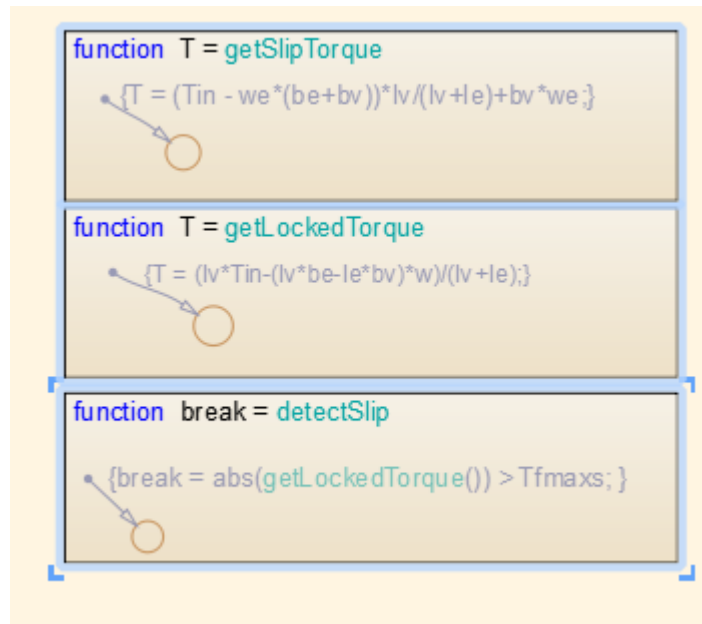 function T = getSlipTorque
{T = (Tin - we*(be+bv))*Iv/(Iv+Ie)+bv*we;}
function T = getLockedTorque
{T = (Iv*Tin-(Iv*be-Ie*bv)*w)/(Iv+Ie);}
function break = detectSlip
{break = abs(getLockedTorque()) > Tfmaxs; }